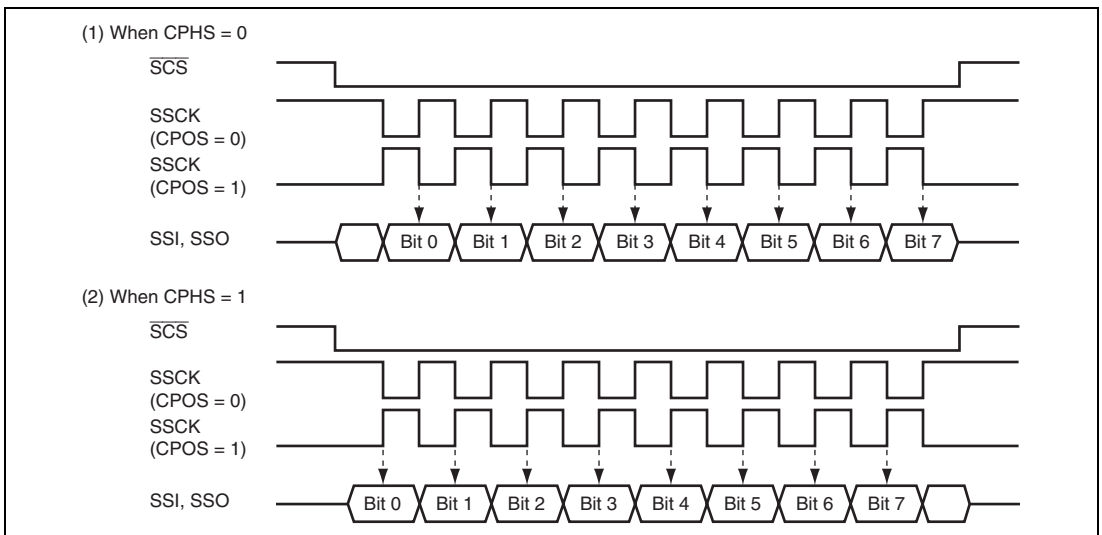 (1) When CPHS = 0
SCS
SSCK
(CPOS = 0)
SSCK
(CPOS = 1)
SSI, SSO
Bit 0 Bit 1 Bit 2 Bit 3 Bit 4 Bit 5 Bit 6 Bit 7
(2) When CPHS = 1
SCS
SSCK
(CPOS = 0)
SSCK
(CPOS = 1)
SSI, SSO
Bit 0 Bit 1 Bit 2 Bit 3 Bit 4 Bit 5 Bit 6 Bit 7